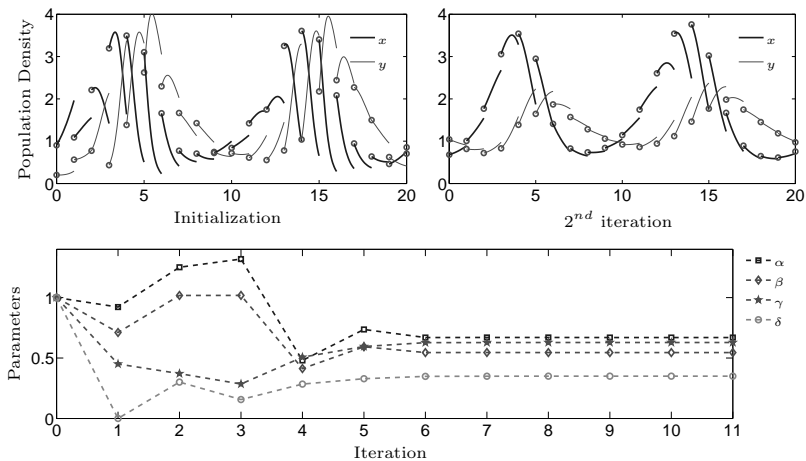 Population Density
4
3
2
1
0
0 5 10 15 20
x
y
Initialization
4
3
2
1
0
0 5 10 15 20
x
y
2nd iteration
Parameters
1
0.5
0
0 1 2 3 4 5 6 7 8 9 10 11
Iteration
α
β
γ
δ